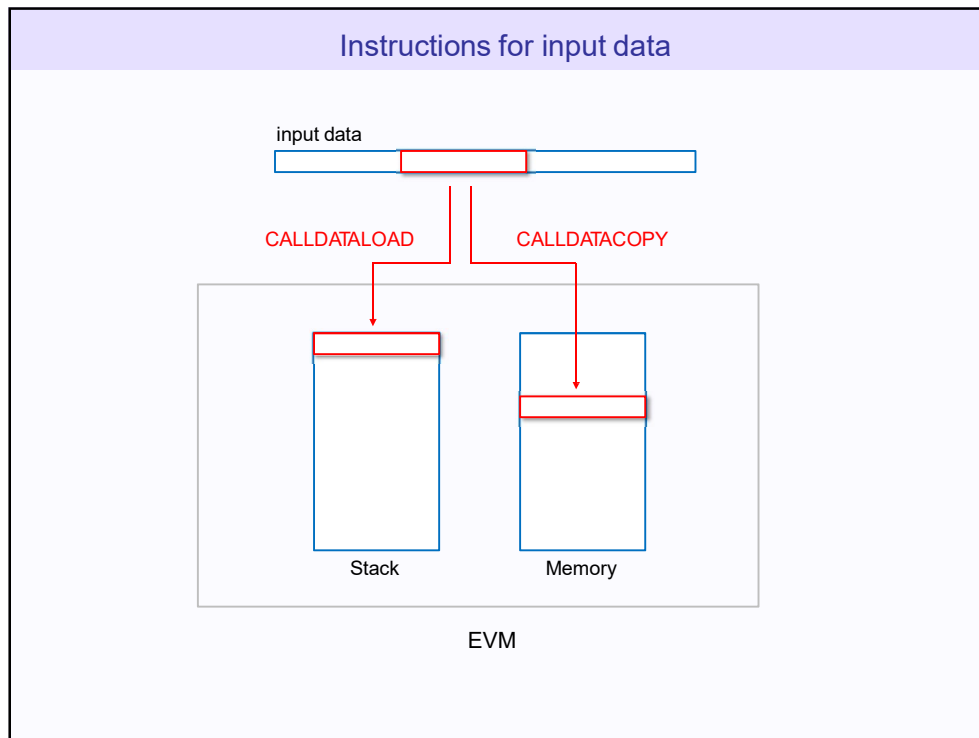 Instructions for input data
input data
CALLDATALOAD
CALLDATACOPY
Stack
Memory
EVM